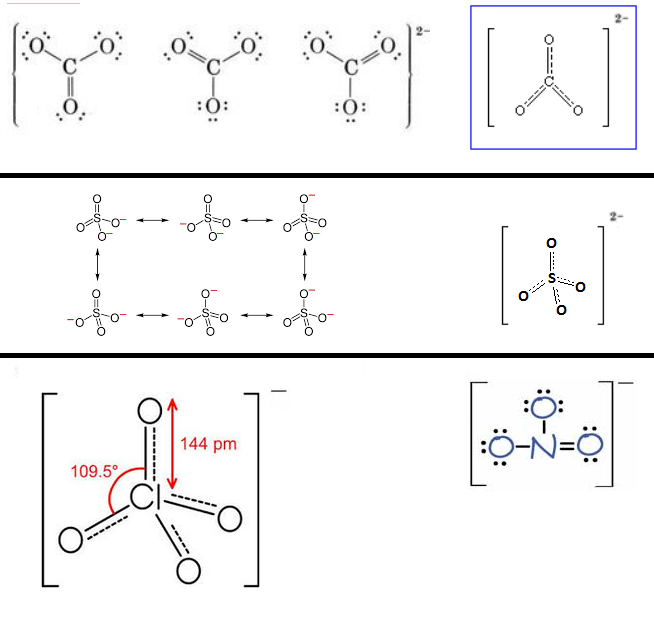 O O O O O O 2-
C C C
O O O
2-
O
C
O O
O O O−
O S O− −O S O O S O
O− O− O−
O O− O−
−O S O− −O S O O S O−
O O O
2-
O
S
O O
O
−
O
144 pm
109.5°
Cl
O O
O
−
O
O–N=O